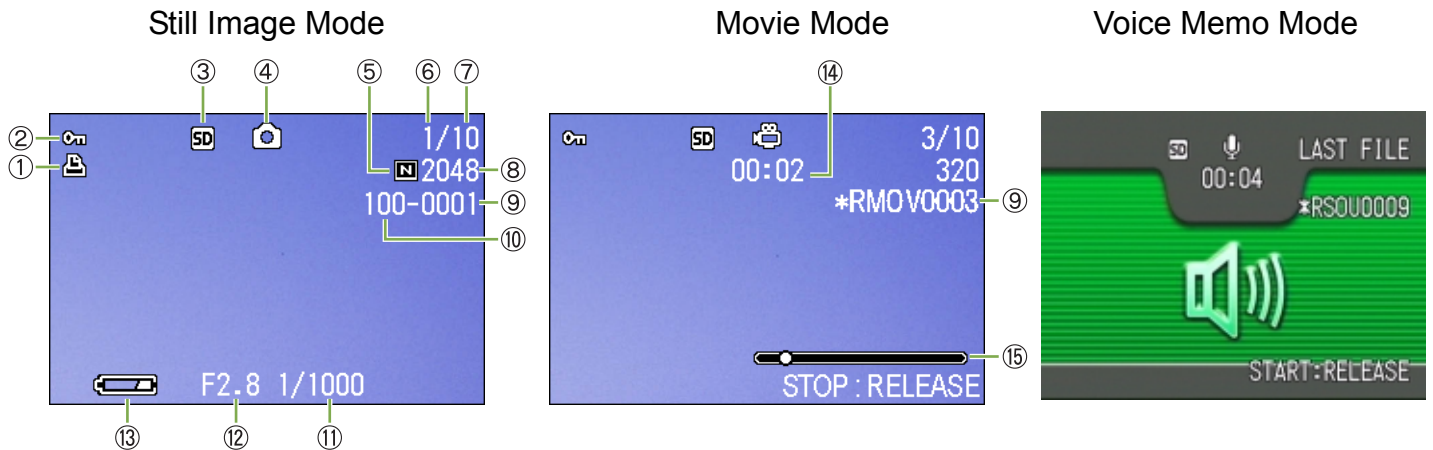 Still Image Mode
Movie Mode
Voice Memo Mode
③ ④ ⑤ ⑥ ⑦
②
①
SD
1/10
N 2048 ⑧
100-0001 ⑨
⑩
F2.8 1/1000
⑬ ⑫ ⑪
⑭
SD
3/10
00:02
320
*RMOV0003 ⑨
⑮
STOP : RELEASE
SD
LAST FILE
00:04
*RSOU0009
START:RELEASE